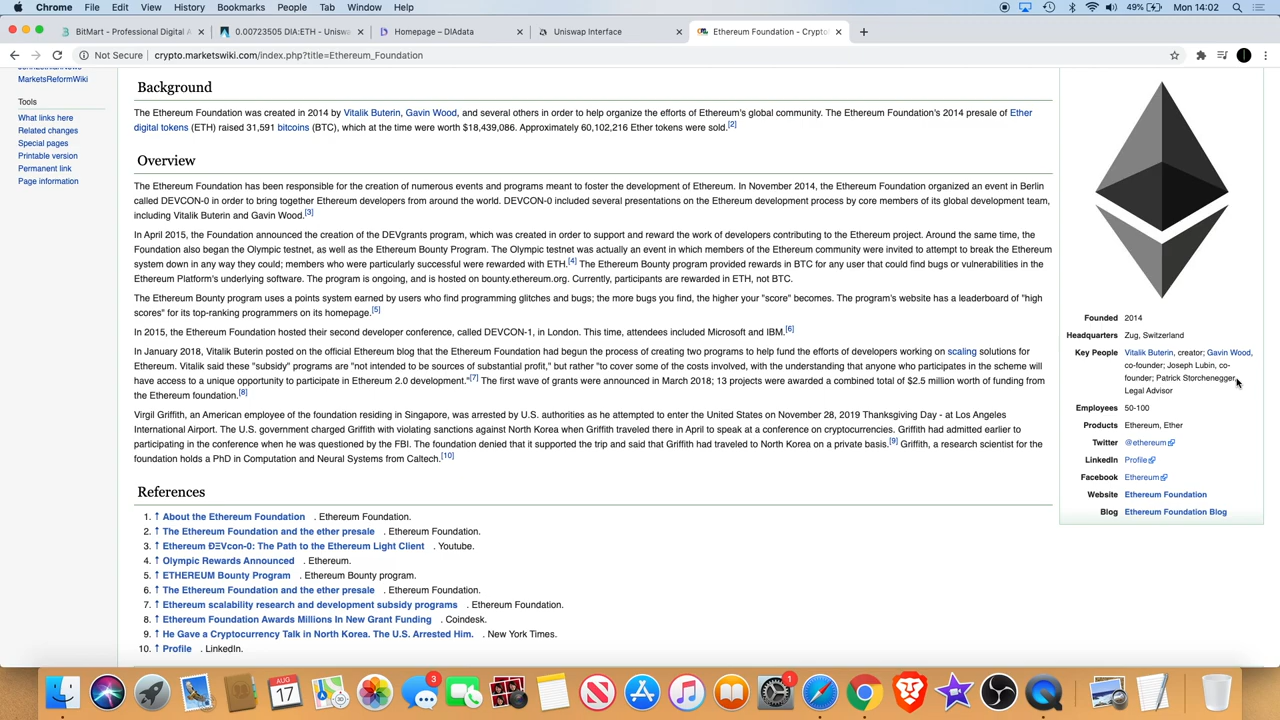 Chrome File Edit View History Bookmarks People Tab Window Help
49% Mon 14:02
BitMart - Professional Digital A
0.00723505 DIA:ETH - Uniswa
Homepage – DIAdata
Uniswap Interface
Ethereum Foundation - Crypto
Not Secure crypto.marketswiki.com/index.php?title=Ethereum_Foundation
MarketsReformWiki
Tools
What links here
Related changes
Special pages
Printable version
Permanent link
Page information
Background
The Ethereum Foundation was created in 2014 by Vitalik Buterin, Gavin Wood, and several others in order to help organize the efforts of Ethereum's global community. The Ethereum Foundation's 2014 presale of Ether
digital tokens (ETH) raised 31,591 bitcoins (BTC), which at the time were worth $18,439,086. Approximately 60,102,216 Ether tokens were sold.[2]
Overview
The Ethereum Foundation has been responsible for the creation of numerous events and programs meant to foster the development of Ethereum. In November 2014, the Ethereum Foundation organized an event in Berlin
called DEVCON-0 in order to bring together Ethereum developers from around the world. DEVCON-0 included several presentations on the Ethereum development process by core members of its global development team,
including Vitalik Buterin and Gavin Wood.[3]
In April 2015, the Foundation announced the creation of the DEVgrants program, which was created in order to support and reward the work of developers contributing to the Ethereum project. Around the same time, the
Foundation also began the Olympic testnet, as well as the Ethereum Bounty Program. The Olympic testnet was actually an event in which members of the Ethereum community were invited to attempt to break the Ethereum
system down in any way they could; members who were particularly successful were rewarded with ETH.[4] The Ethereum Bounty program provided rewards in BTC for any user that could find bugs or vulnerabilities in the
Ethereum Platform's underlying software. The program is ongoing, and is hosted on bounty.ethereum.org. Currently, participants are rewarded in ETH, not BTC.
The Ethereum Bounty program uses a points system earned by users who find programming glitches and bugs; the more bugs you find, the higher your "score" becomes. The program's website has a leaderboard of "high
scores" for its top-ranking programmers on its homepage.[5]
In 2015, the Ethereum Foundation hosted their second developer conference, called DEVCON-1, in London. This time, attendees included Microsoft and IBM.[6]
In January 2018, Vitalik Buterin posted on the official Ethereum blog that the Ethereum Foundation had begun the process of creating two programs to help fund the efforts of developers working on scaling solutions for
Ethereum. Vitalik said these "subsidy" programs are "not intended to be sources of substantial profit," but rather "to cover some of the costs involved, with the understanding that anyone who participates in the scheme will
have access to a unique opportunity to participate in Ethereum 2.0 development."[7] The first wave of grants were announced in March 2018; 13 projects were awarded a combined total of $2.5 million worth of funding from
the Ethereum foundation.[8]
Virgil Griffith, an American employee of the foundation residing in Singapore, was arrested by U.S. authorities as he attempted to enter the United States on November 28, 2019 Thanksgiving Day - at Los Angeles
International Airport. The U.S. government charged Griffith with violating sanctions against North Korea when Griffith traveled there in April to speak at a conference on cryptocurrencies. Griffith had admitted earlier to
participating in the conference when he was questioned by the FBI. The foundation denied that it supported the trip and said that Griffith had traveled to North Korea on a private basis.[9] Griffith, a research scientist for the
foundation holds a PhD in Computation and Neural Systems from Caltech.[10]
References
1. ↑ About the Ethereum Foundation . Ethereum Foundation.
2. ↑ The Ethereum Foundation and the ether presale . Ethereum Foundation.
3. ↑ Ethereum ÐΞVcon-0: The Path to the Ethereum Light Client . Youtube.
4. ↑ Olympic Rewards Announced . Ethereum.
5. ↑ ETHEREUM Bounty Program . Ethereum Bounty program.
6. ↑ The Ethereum Foundation and the ether presale . Ethereum Foundation.
7. ↑ Ethereum scalability research and development subsidy programs . Ethereum Foundation.
8. ↑ Ethereum Foundation Awards Millions In New Grant Funding . Coindesk.
9. ↑ He Gave a Cryptocurrency Talk in North Korea. The U.S. Arrested Him. . New York Times.
10. ↑ Profile . LinkedIn.
Founded 2014
Headquarters Zug, Switzerland
Key People Vitalik Buterin, creator; Gavin Wood,
co-founder; Joseph Lubin, co-
founder; Patrick Storchenegger,
Legal Advisor
Employees 50-100
Products Ethereum, Ether
Twitter @ethereum
LinkedIn Profile
Facebook Ethereum
Website Ethereum Foundation
Blog Ethereum Foundation Blog
AUG
17
3
1